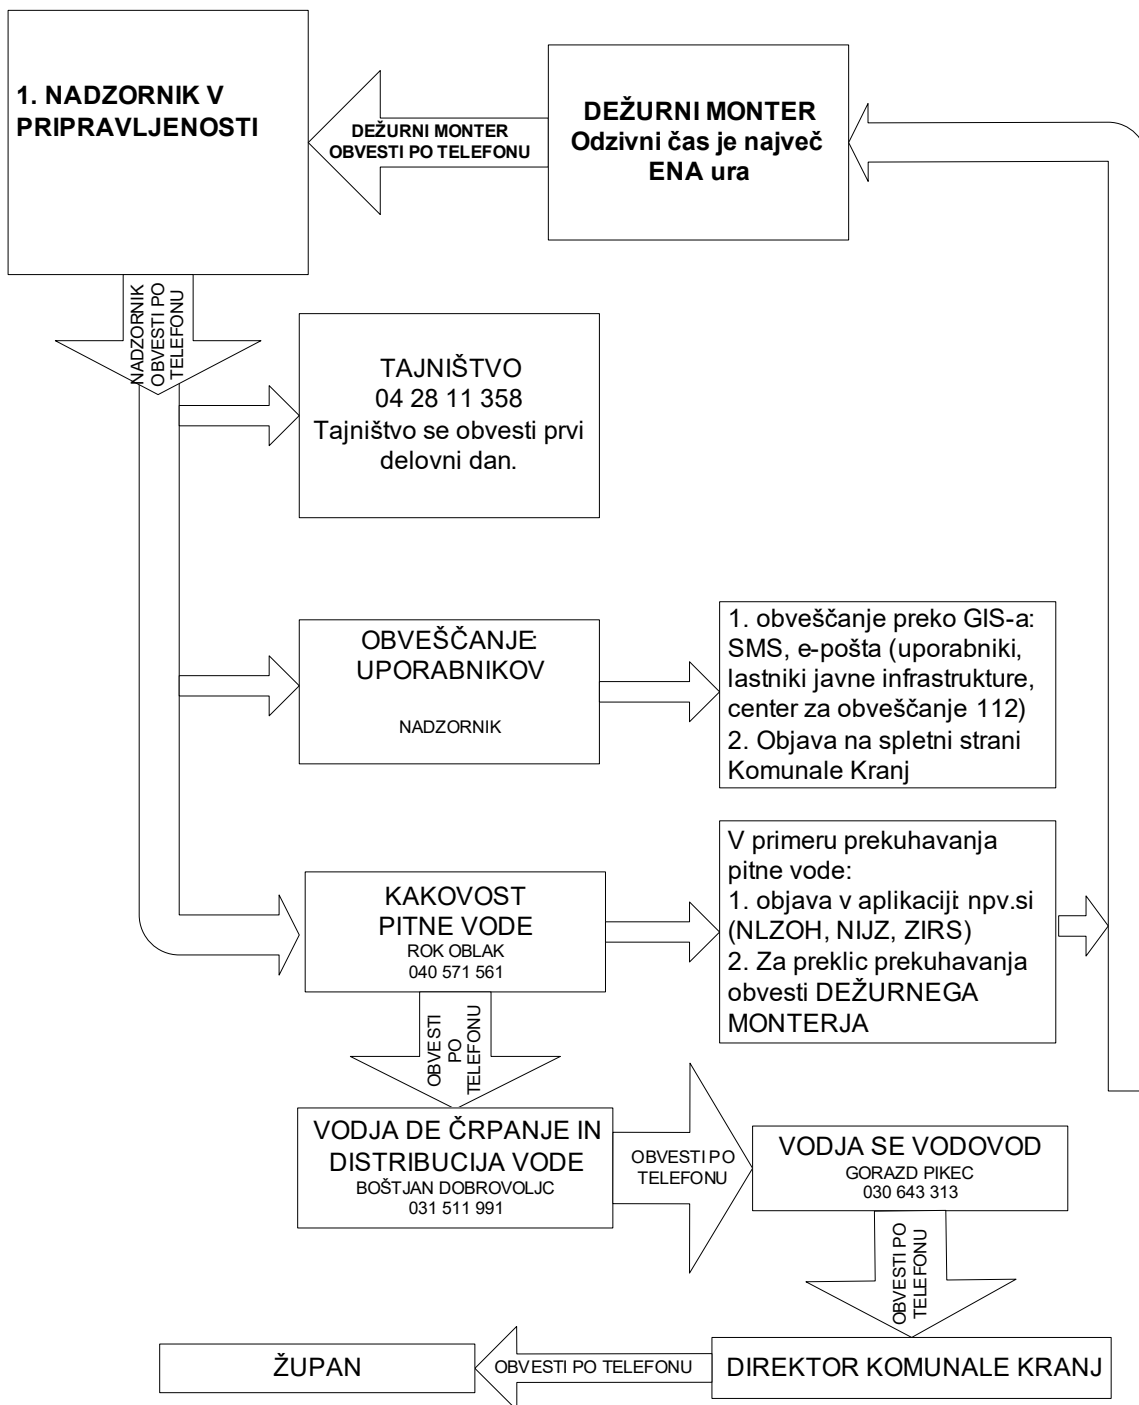 1. NADZORNIK V
PRIPRAVLJENOSTI
DEŽURNI MONTER
OBVESTI PO TELEFONU
DEŽURNI MONTER
Odzivni čas je največ
ENA ura
NADZORNIK
OBVESTI PO
TELEFONU
TAJNIŠTVO
04 28 11 358
Tajništvo se obvesti prvi
delovni dan.
OBVEŠČANJE:
UPORABNIKOV
NADZORNIK
1. obveščanje preko GIS-a:
SMS, e-pošta (uporabniki,
lastniki javne infrastrukture,
center za obveščanje 112)
2. Objava na spletni strani
Komunale Kranj
KAKOVOST
PITNE VODE
ROK OBLAK
040 571 561
V primeru prekuhavanja
pitne vode:
1. objava v aplikaciji: npv.si
(NLZOH, NIJZ, ZIRS)
2. Za preklic prekuhavanja
obvesti DEŽURNEGA
MONTERJA
OBVESTI
PO
TELEFONU
VODJA DE ČRPANJE IN
DISTRIBUCIJA VODE
BOŠTJAN DOBROVOLJC
031 511 991
OBVESTI PO
TELEFONU
VODJA SE VODOVOD
GORAZD PIKEC
030 643 313
OBVESTI PO
TELEFONU
ŽUPAN
OBVESTI PO TELEFONU
DIREKTOR KOMUNALE KRANJ